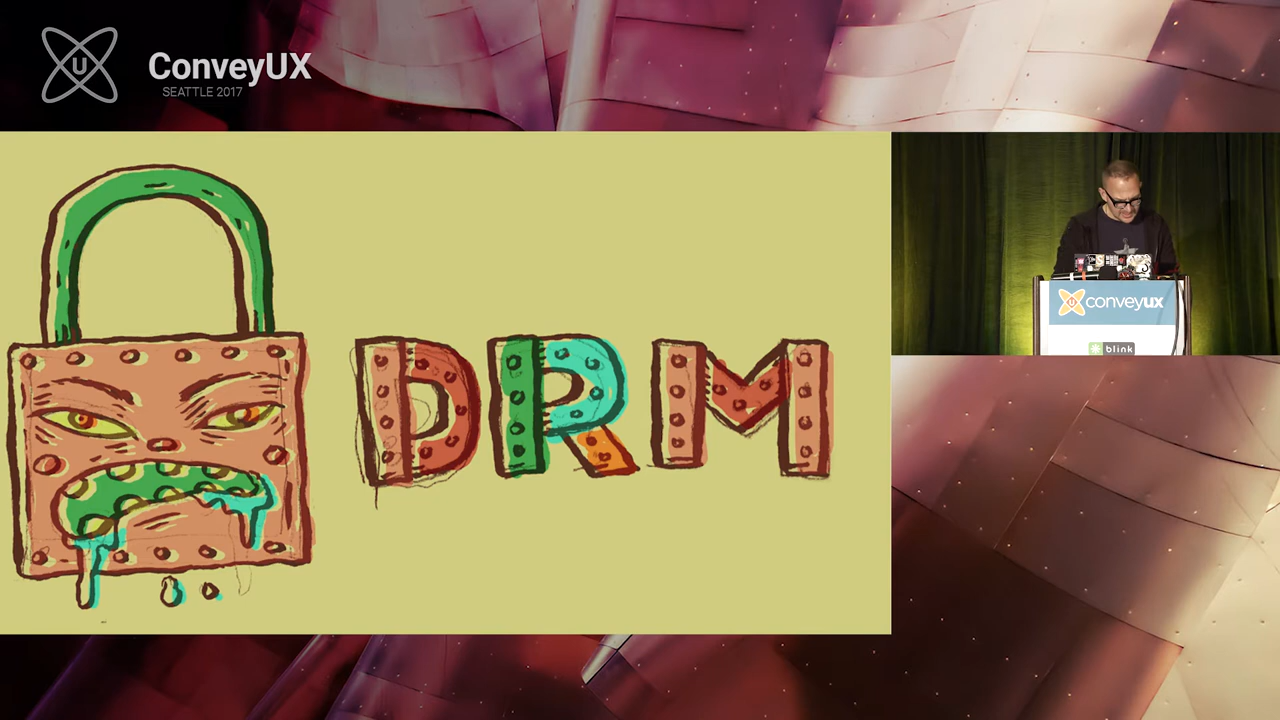 U
ConveyUX
SEATTLE 2017
DRM
U conveyux
blink